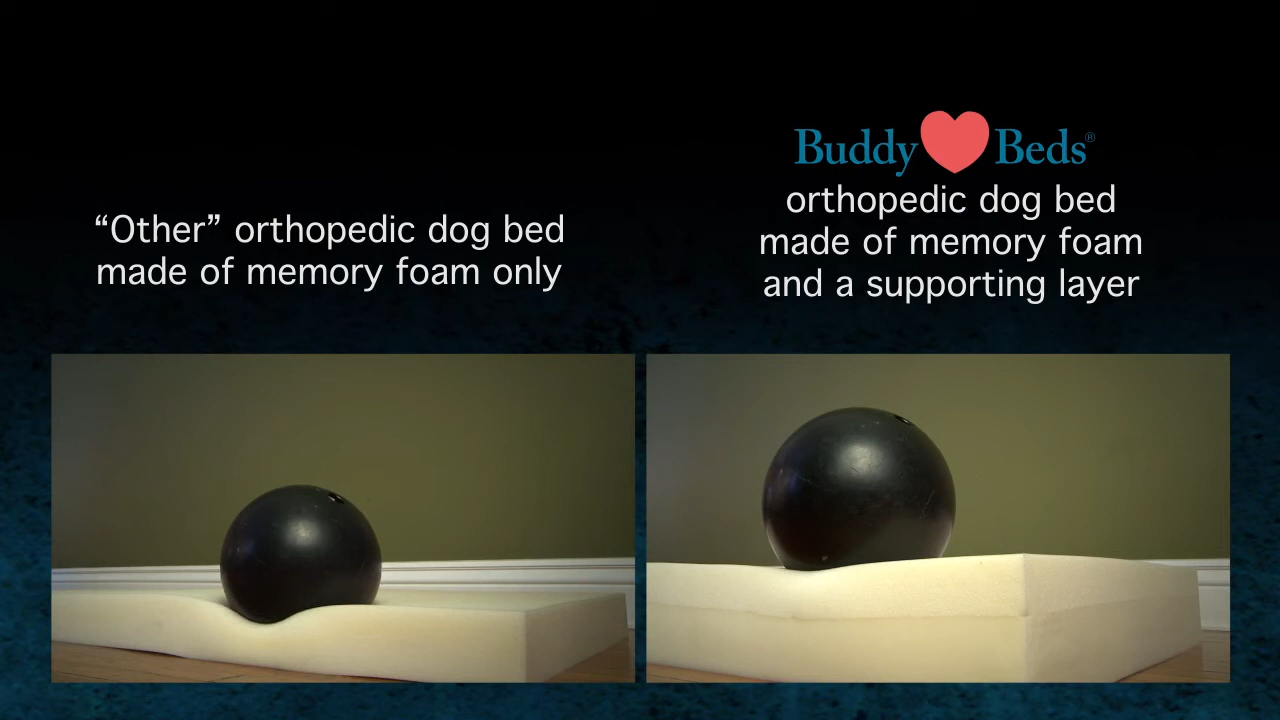 “Other” orthopedic dog bed
made of memory foam only
Buddy Beds®
orthopedic dog bed
made of memory foam
and a supporting layer